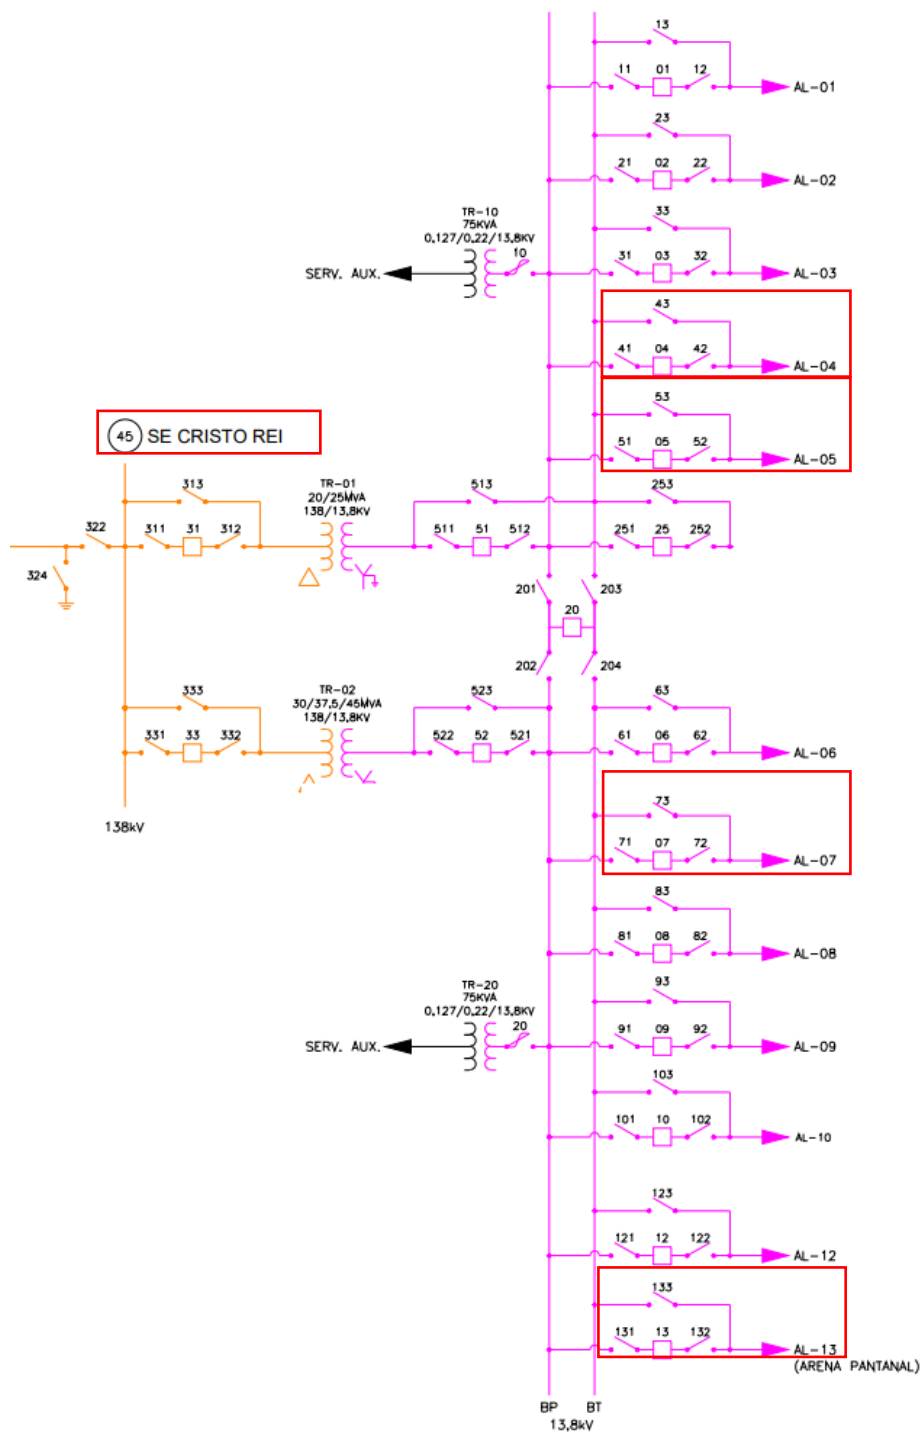 13
11 01 12
AL-01
23
21 02 22
AL-02
TR-10
75KVA
0.127/0.22/13.8KV
10
SERV. AUX.
33
31 03 32
AL-03
43
41 04 42
AL-04
53
51 05 52
AL-05
45 SE CRISTO REI
322
324
313
311 31 312
TR-01
20/25MVA
138/13.8KV
513
511 51 512
253
251 25 252
201 203
20
202 204
333
331 33 332
TR-02
30/37.5/45MVA
138/13.8KV
523
522 52 521
63
61 06 62
AL-06
138kV
73
71 07 72
AL-07
83
81 08 82
AL-08
TR-20
75KVA
0.127/0.22/13.8KV
20
SERV. AUX.
93
91 09 92
AL-09
103
101 10 102
AL-10
123
121 12 122
AL-12
133
131 13 132
AL-13
(ARENA PANTANAL)
BP BT
13,8kV